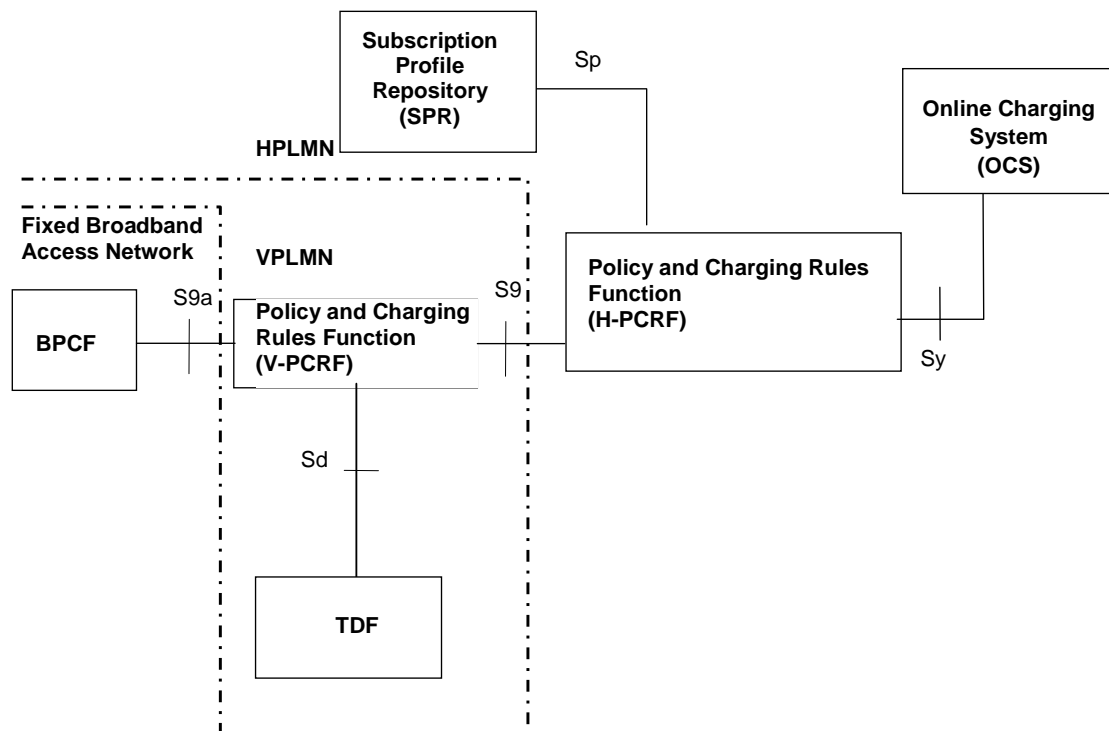 Subscription
Profile
Repository
(SPR)
Sp
Online Charging
System
(OCS)
HPLMN
Fixed Broadband
Access Network
VPLMN
Policy and Charging Rules
Function
(H-PCRF)
S9a
S9
BPCF
Policy and Charging
Rules Function
(V-PCRF)
Sy
Sd
TDF